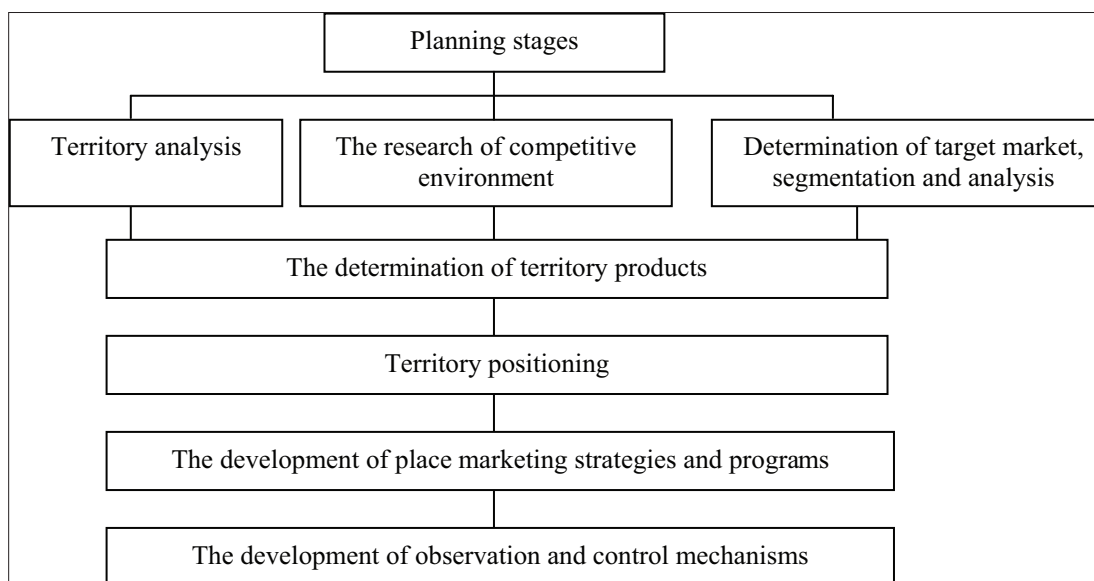 Planning stages
Territory analysis
The research of competitive
environment
Determination of target market,
segmentation and analysis
The determination of territory products
Territory positioning
The development of place marketing strategies and programs
The development of observation and control mechanisms